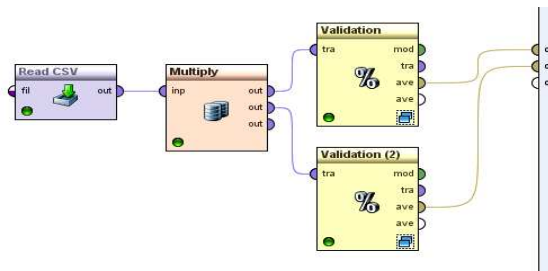 Validation
tra
mod
tra
ave
ave
Read CSV
fil
out
Multiply
inp
out
out
out
Validation (2)
tra
mod
tra
ave
ave